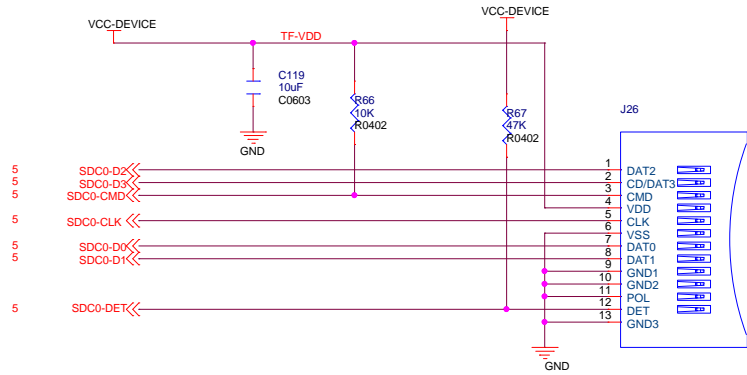 VCC-DEVICE
VCC-DEVICE
TF-VDD
C119
10uF
C0603
GND
R66
10K
R0402
R67
47K
R0402
J26
5 SDC0-D2 1 DAT2
5 SDC0-D3 2 CD/DAT3
5 SDC0-CMD 3 CMD
4 VDD
5 SDC0-CLK 5 CLK
6 VSS
5 SDC0-D0 7 DAT0
5 SDC0-D1 8 DAT1
9 GND1
10 GND2
11 POL
5 SDC0-DET 12 DET
13 GND3
GND